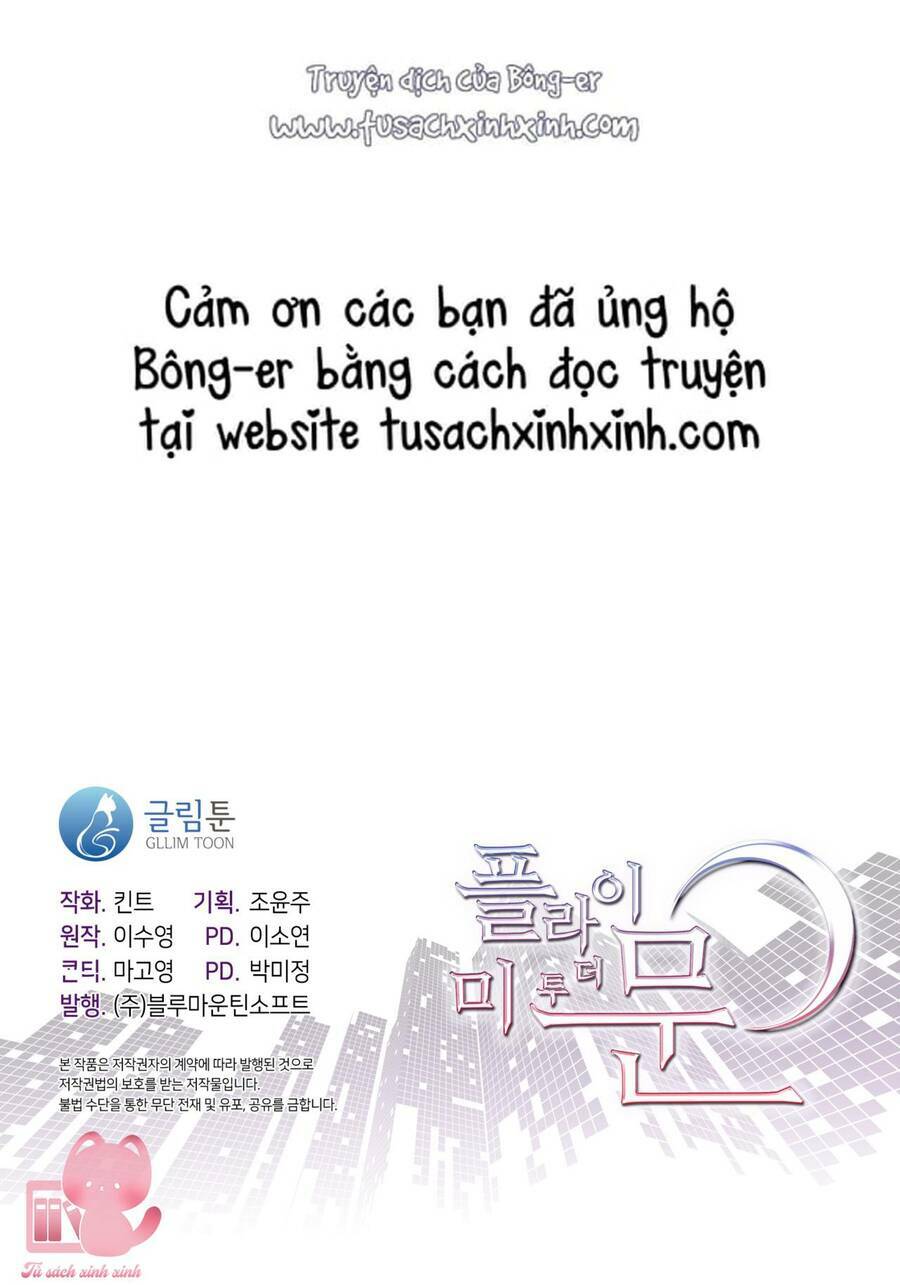 Truyện dịch của Bông-er
www.tusachxinhxinh.com
Cảm ơn các bạn đã ủng hộ
Bông-er bằng cách đọc truyện
tại website tusachxinhxinh.com
글림툰
GLLIM TOON
작화. 킨트 기획. 조윤주
원작. 이수영 PD. 이소연
콘티. 마고영 PD. 박미정
발행. (주)블루마운틴소프트
본 작품은 저작권자의 계약에 따라 발행된 것으로
저작권법의 보호를 받는 저작물입니다.
불법 수단을 통한 무단 전재 및 유포, 공유를 금합니다.
플라이
미 투 더 문
Tủ sách xinh xinh